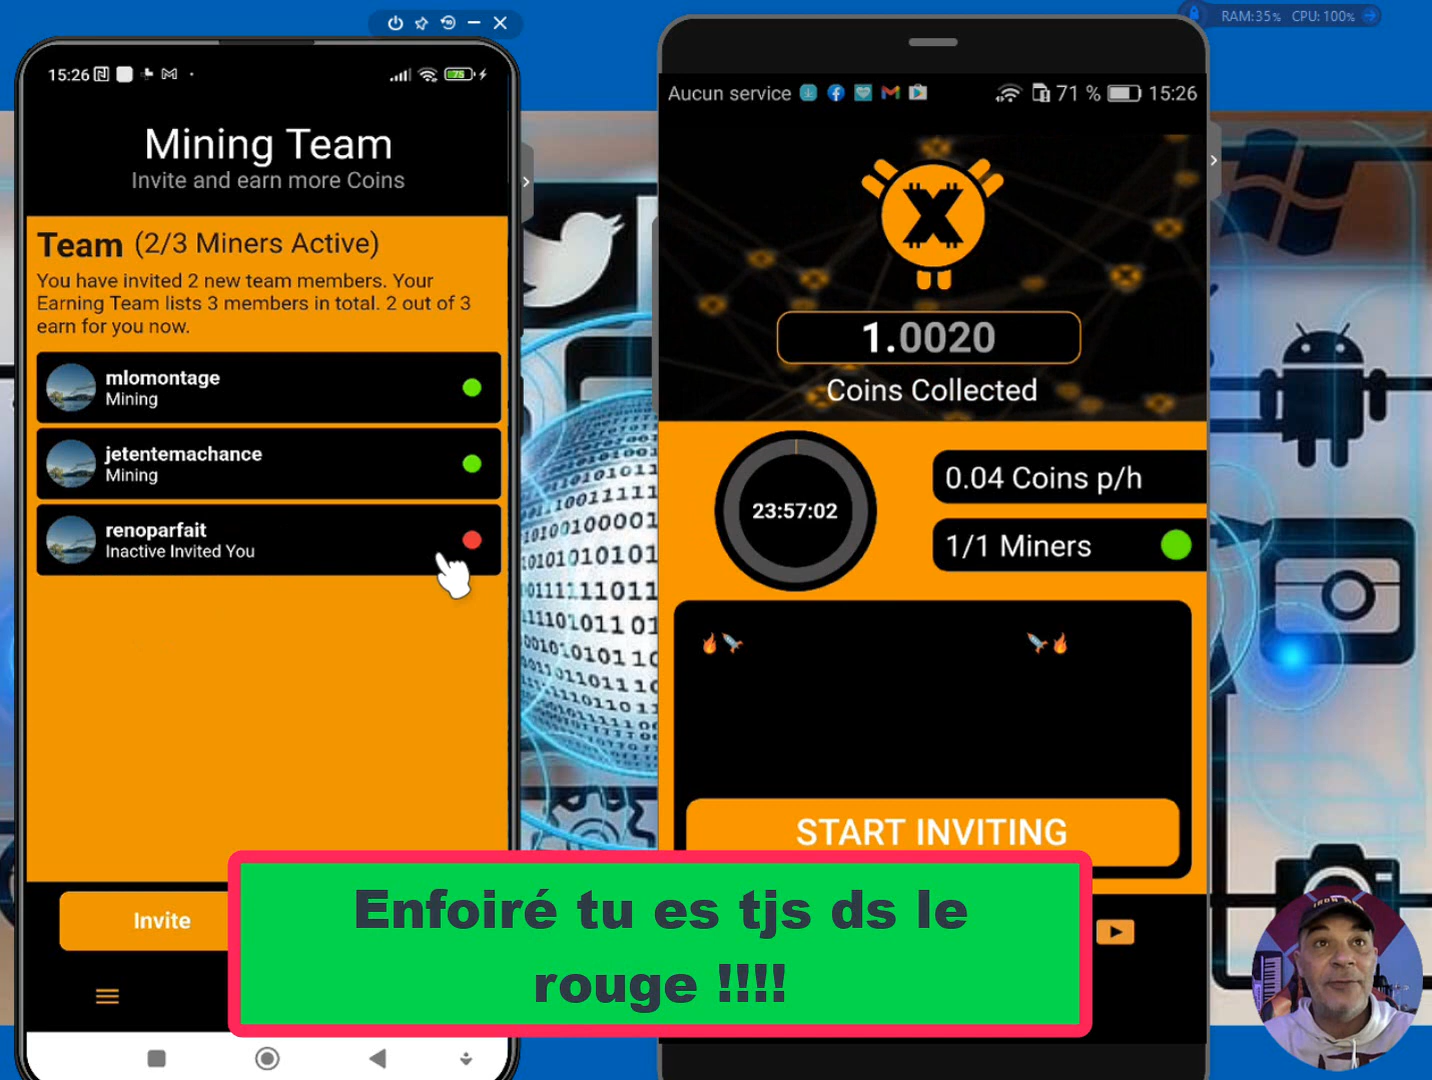 RAM:35% CPU:100%
15:26
75
Mining Team
Invite and earn more Coins
Team (2/3 Miners Active)
You have invited 2 new team members. Your
Earning Team lists 3 members in total. 2 out of 3
earn for you now.
mlomontage
Mining
jetentemachance
Mining
renoparfait
Inactive Invited You
Invite
Aucun service 71 % 15:26
X
1.0020
Coins Collected
23:57:02
0.04 Coins p/h
1/1 Miners
START INVITING
Enfoiré tu es tjs ds le
rouge !!!!